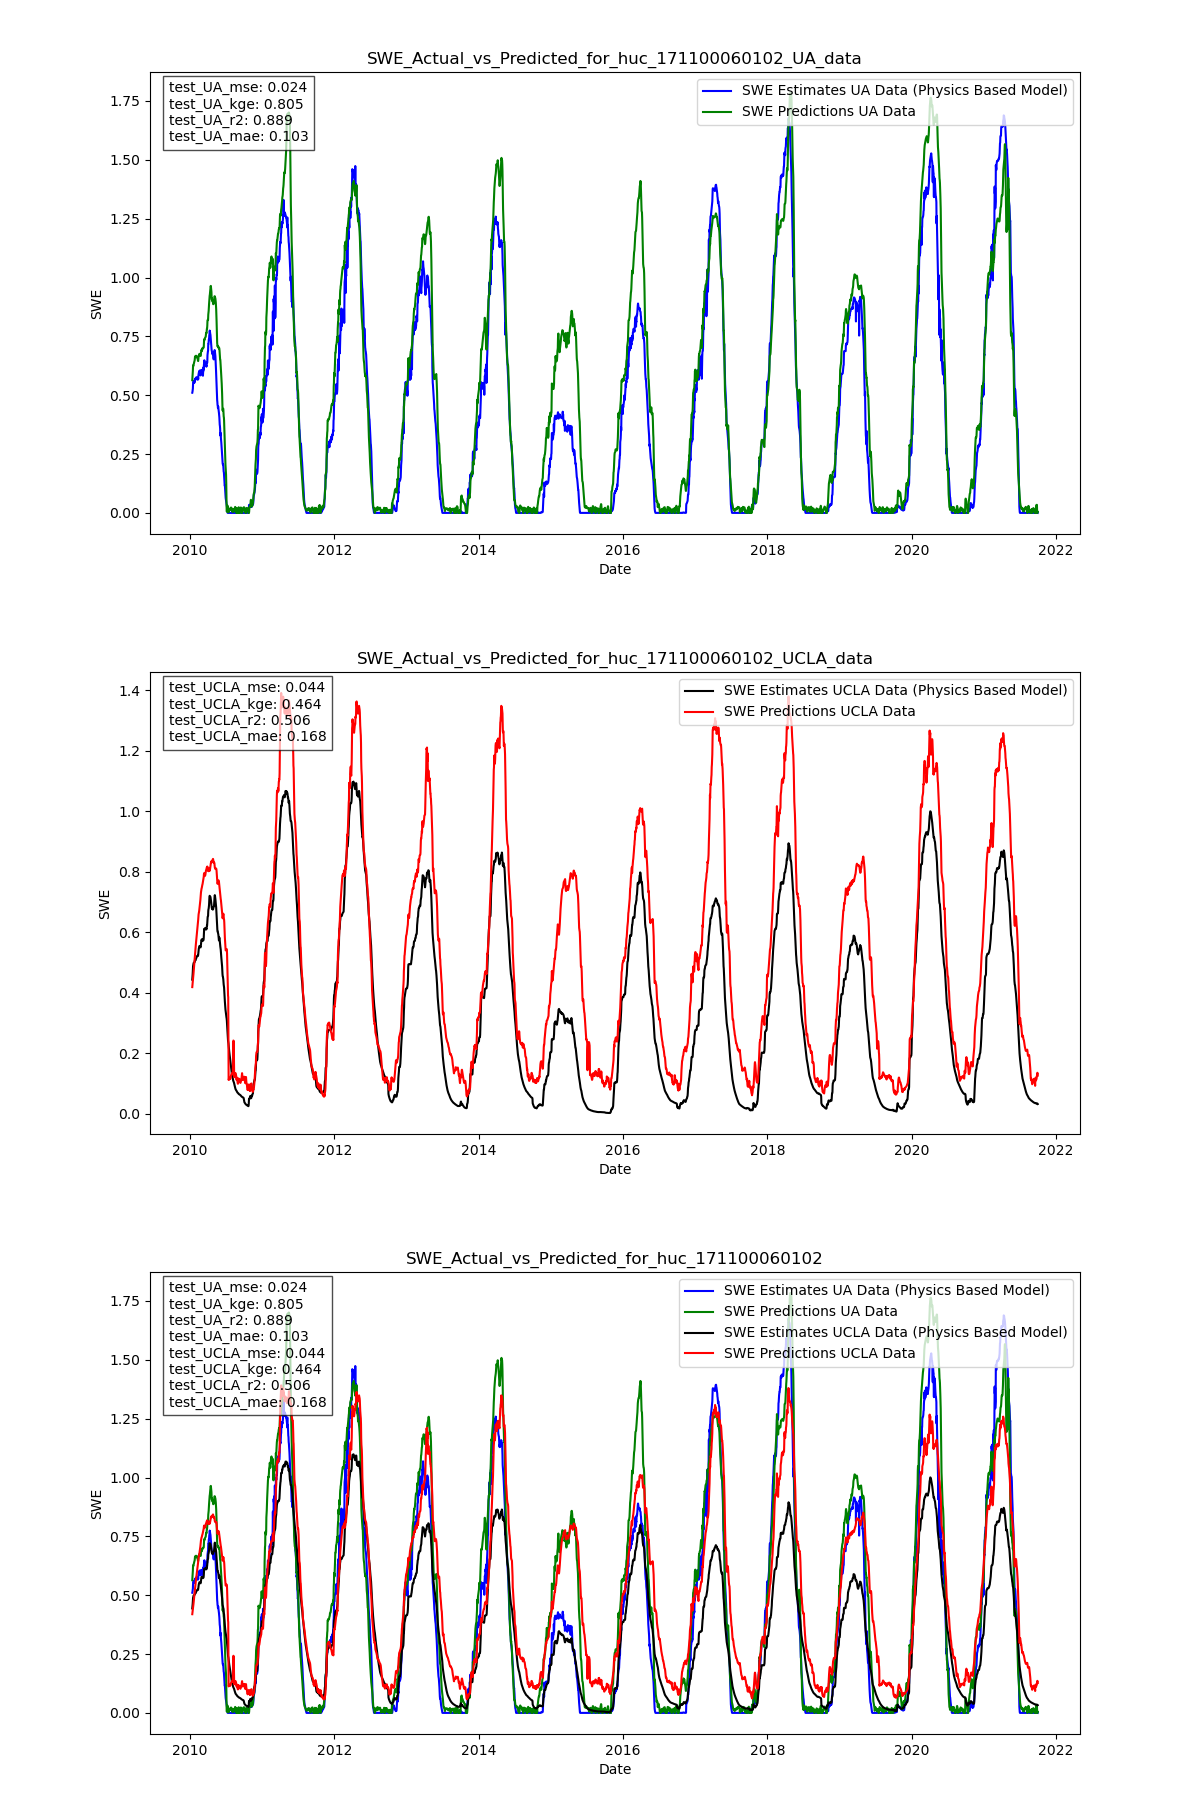 SWE_Actual_vs_Predicted_for_huc_171100060102_UA_data
test_UA_mse: 0.024
test_UA_kge: 0.805
test_UA_r2: 0.889
test_UA_mae: 0.103
SWE Estimates UA Data (Physics Based Model)
SWE Predictions UA Data
1.75
1.50
1.25
1.00
0.75
0.50
0.25
0.00
SWE
2010 2012 2014 2016 2018 2020 2022
Date
SWE_Actual_vs_Predicted_for_huc_171100060102_UCLA_data
test_UCLA_mse: 0.044
test_UCLA_kge: 0.464
test_UCLA_r2: 0.506
test_UCLA_mae: 0.168
SWE Estimates UCLA Data (Physics Based Model)
SWE Predictions UCLA Data
1.4
1.2
1.0
0.8
0.6
0.4
0.2
0.0
SWE
2010 2012 2014 2016 2018 2020 2022
Date
SWE_Actual_vs_Predicted_for_huc_171100060102
test_UA_mse: 0.024
test_UA_kge: 0.805
test_UA_r2: 0.889
test_UA_mae: 0.103
test_UCLA_mse: 0.044
test_UCLA_kge: 0.464
test_UCLA_r2: 0.506
test_UCLA_mae: 0.168
SWE Estimates UA Data (Physics Based Model)
SWE Predictions UA Data
SWE Estimates UCLA Data (Physics Based Model)
SWE Predictions UCLA Data
1.75
1.50
1.25
1.00
0.75
0.50
0.25
0.00
SWE
2010 2012 2014 2016 2018 2020 2022
Date